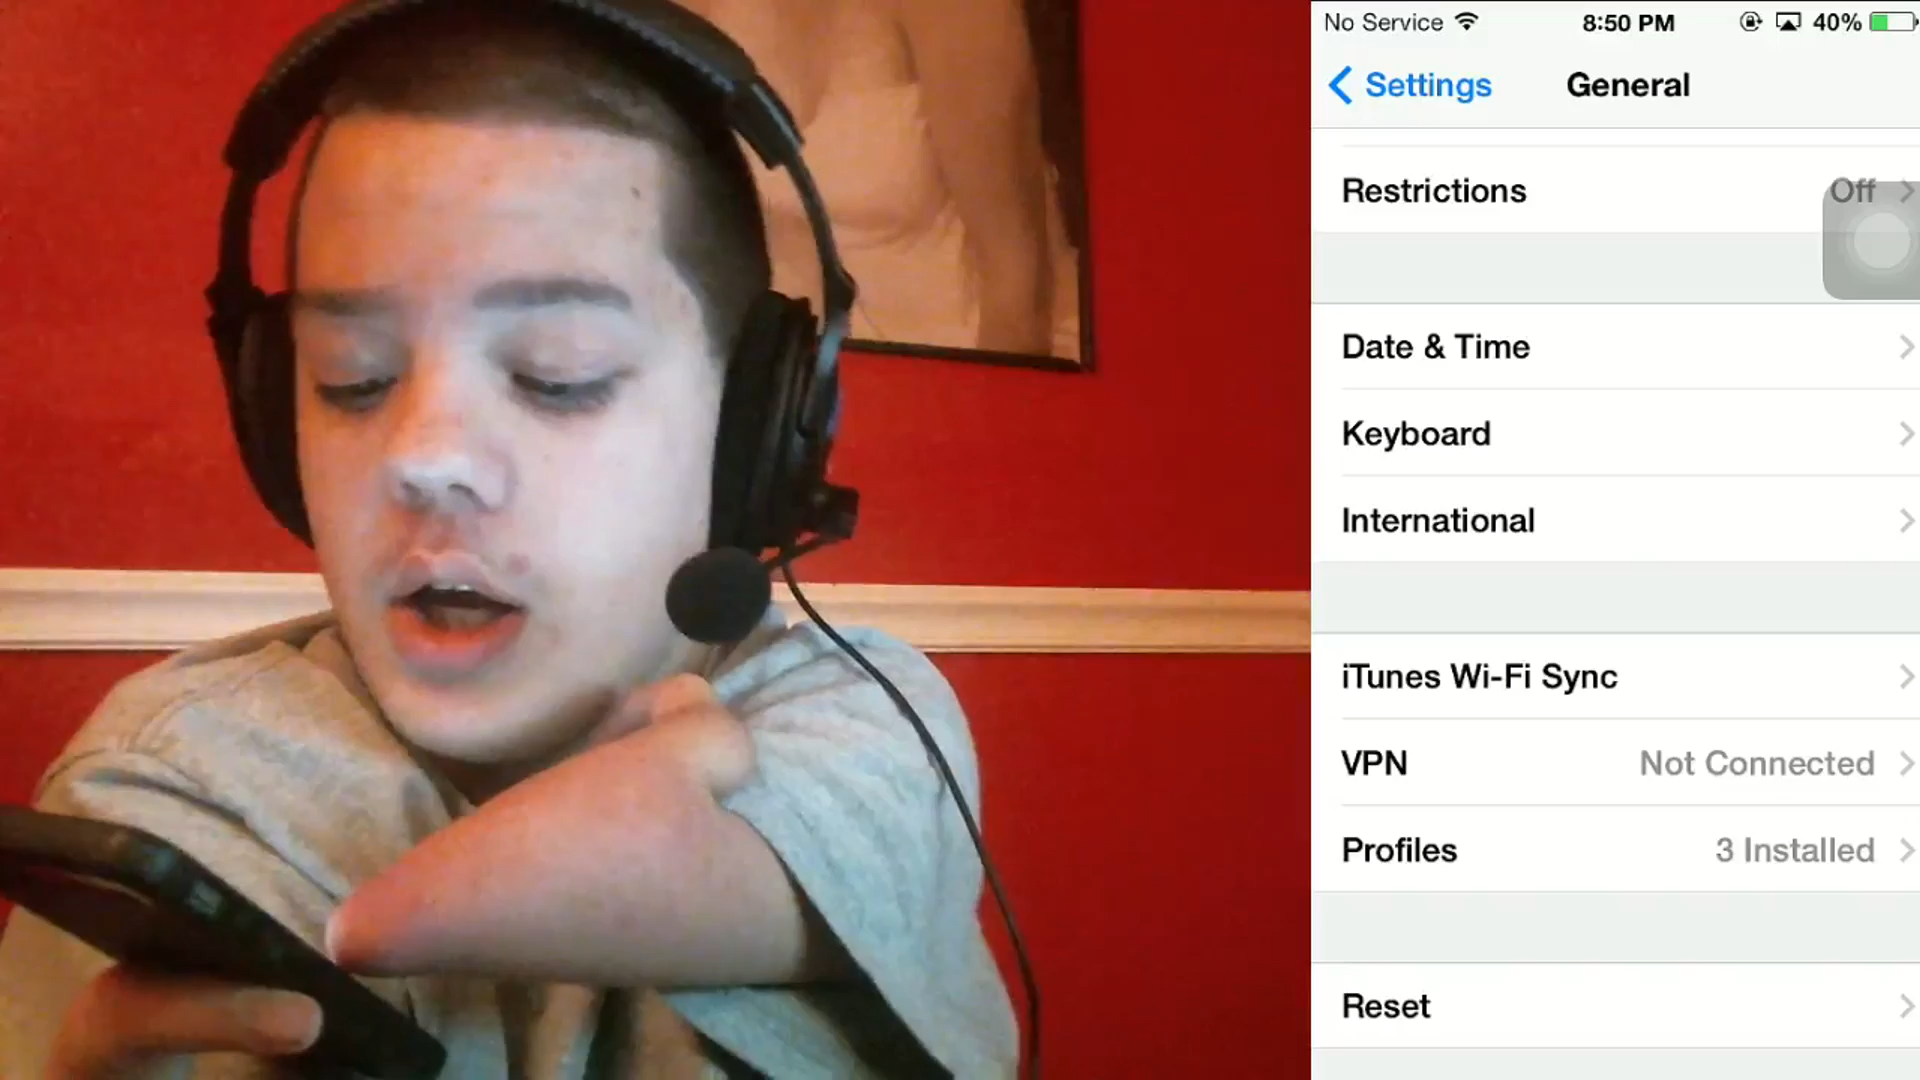 No Service 8:50 PM 40%
Settings General
Restrictions Off
Date & Time
Keyboard
International
iTunes Wi-Fi Sync
VPN Not Connected
Profiles 3 Installed
Reset